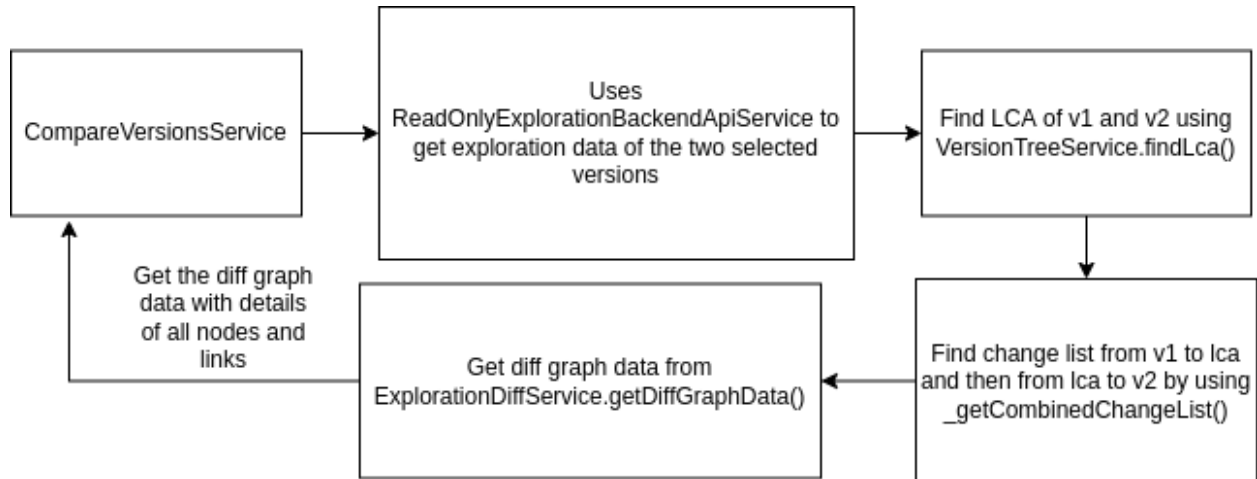 CompareVersionsService
Uses
ReadOnlyExplorationBackendApiService to
get exploration data of the two selected
versions
Find LCA of v1 and v2 using
VersionTreeService.findLca()
Find change list from v1 to lca
and then from lca to v2 by using
_getCombinedChangeList()
Get diff graph data from
ExplorationDiffService.getDiffGraphData()
Get the diff graph
data with details
of all nodes and
links